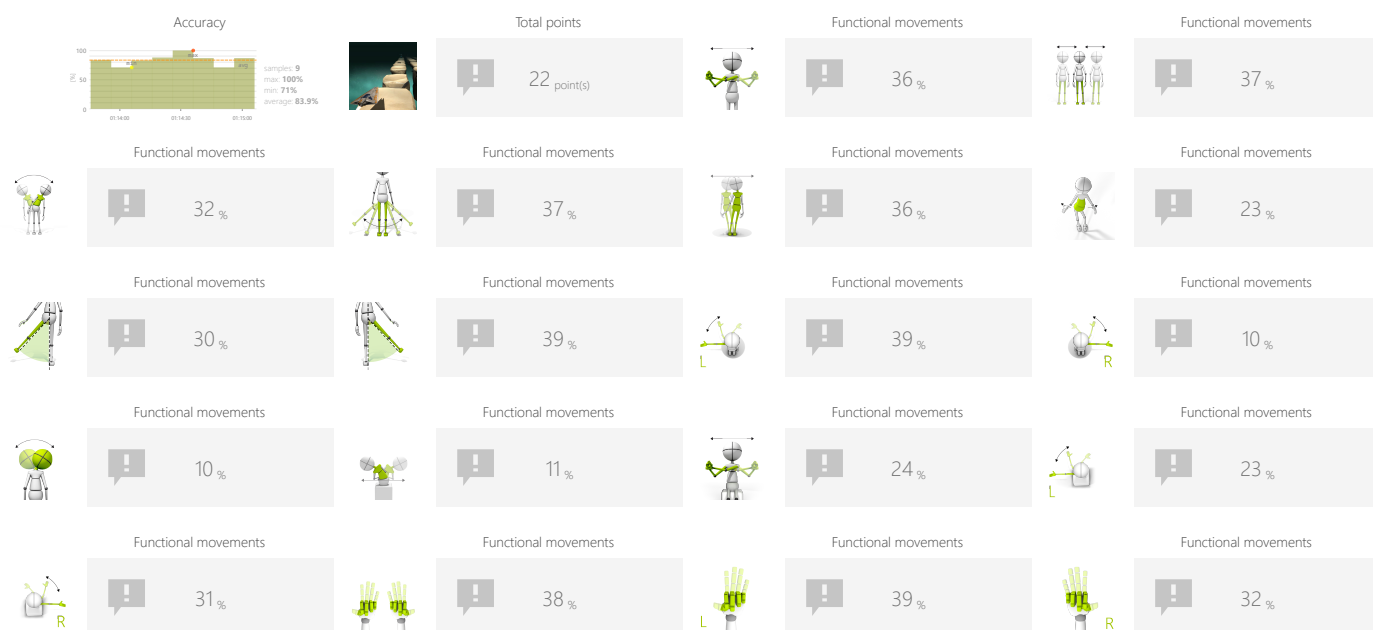 Accuracy
Total points
Functional movements
Functional movements
100
50
0
[%]
max
min
avg
01:14:00
01:14:00
01:15:00
samples: 9
max: 100%
min: 71%
average: 83.9%
22 point(s)
36 %
37 %
Functional movements
Functional movements
Functional movements
Functional movements
32 %
37 %
36 %
23 %
Functional movements
Functional movements
Functional movements
Functional movements
30 %
39 %
L
39 %
R
10 %
Functional movements
Functional movements
Functional movements
Functional movements
10 %
11 %
24 %
L
23 %
Functional movements
Functional movements
Functional movements
Functional movements
R
31 %
38 %
L
39 %
R
32 %